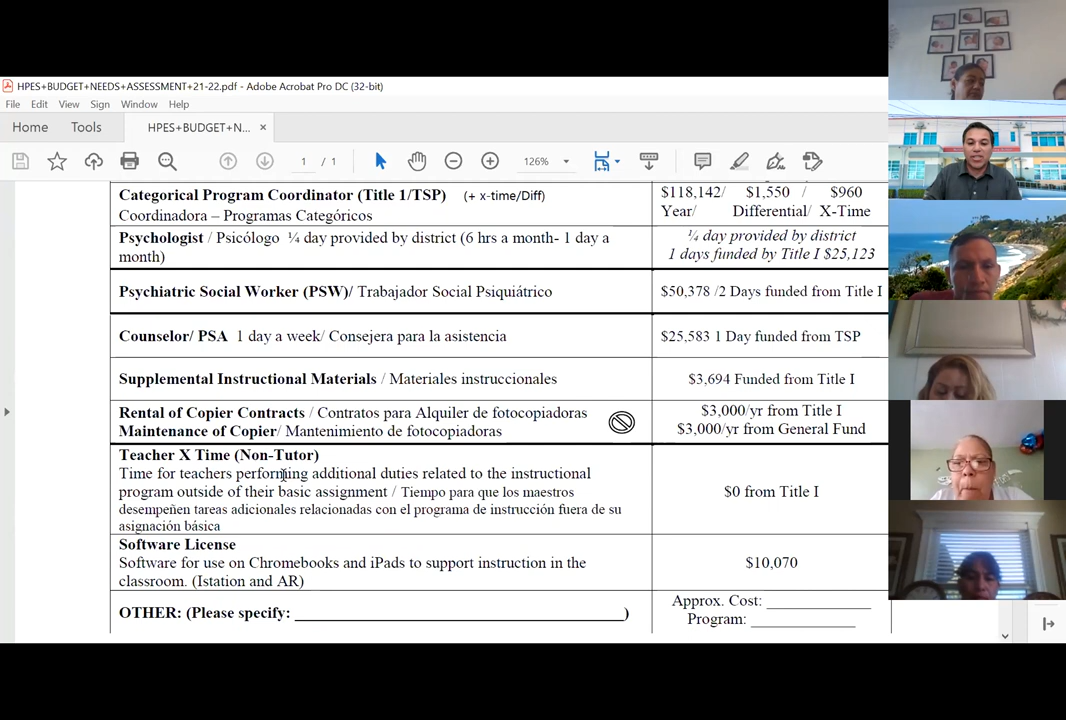 HPES+BUDGET+NEEDS+ASSESSMENT+21-22.pdf - Adobe Acrobat Pro DC (32-bit)
File Edit View Sign Window Help
Home Tools HPES+BUDGET+N... ×
1 / 1 126%
Categorical Program Coordinator (Title 1/TSP) (+ x-time/Diff)
Coordinadora – Programas Categóricos
$118,142/ $1,550 / $960
Year/ Differential/ X-Time
Psychologist / Psicólogo ¼ day provided by district (6 hrs a month- 1 day a
month)
¼ day provided by district
1 days funded by Title I $25,123
Psychiatric Social Worker (PSW)/ Trabajador Social Psiquiátrico
$50,378 /2 Days funded from Title I
Counselor/ PSA 1 day a week/ Consejera para la asistencia
$25,583 1 Day funded from TSP
Supplemental Instructional Materials / Materiales instruccionales
$3,694 Funded from Title I
Rental of Copier Contracts / Contratos para Alquiler de fotocopiadoras
Maintenance of Copier/ Mantenimiento de fotocopiadoras
$3,000/yr from Title I
$3,000/yr from General Fund
Teacher X Time (Non-Tutor)
Time for teachers performing additional duties related to the instructional
program outside of their basic assignment / Tiempo para que los maestros
desempeñen tareas adicionales relacionadas con el programa de instrucción fuera de su
asignación básica
$0 from Title I
Software License
Software for use on Chromebooks and iPads to support instruction in the
classroom. (Istation and AR)
$10,070
OTHER: (Please specify: ______________________________)
Approx. Cost: ____________
Program: ____________